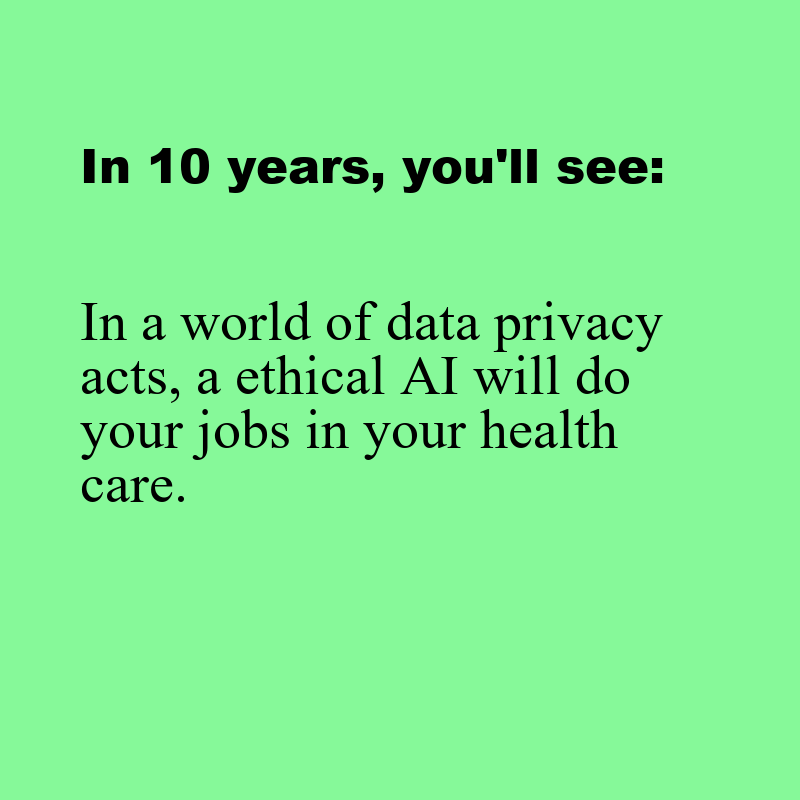 In 10 years, you'll see:
In a world of data privacy
acts, a ethical AI will do
your jobs in your health
care.